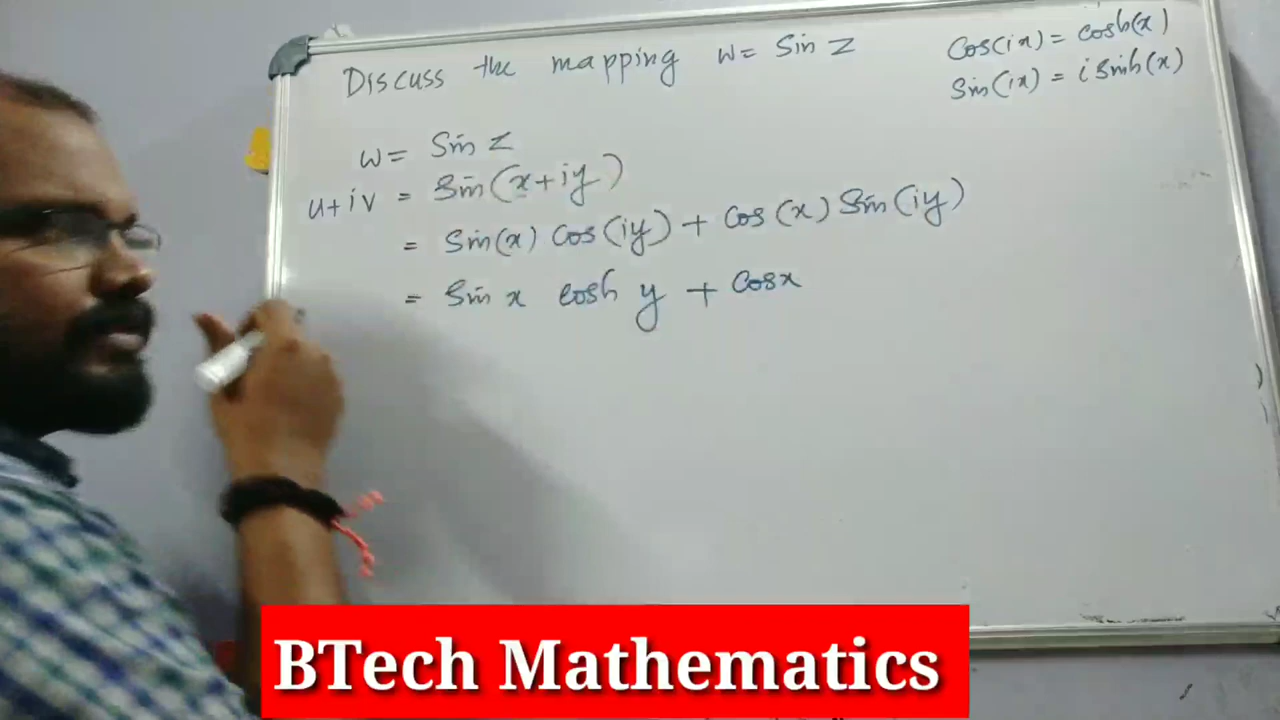 Discuss the mapping w= Sin z
Cos(ix) = cosh(x)
Sin(ix) = i sinh(x)
w= Sin z
u+iv = Sin(x+iy)
= Sin(x) Cos(iy) + Cos(x) Sin(iy)
= Sin x cosh y + Cosx
BTech Mathematics